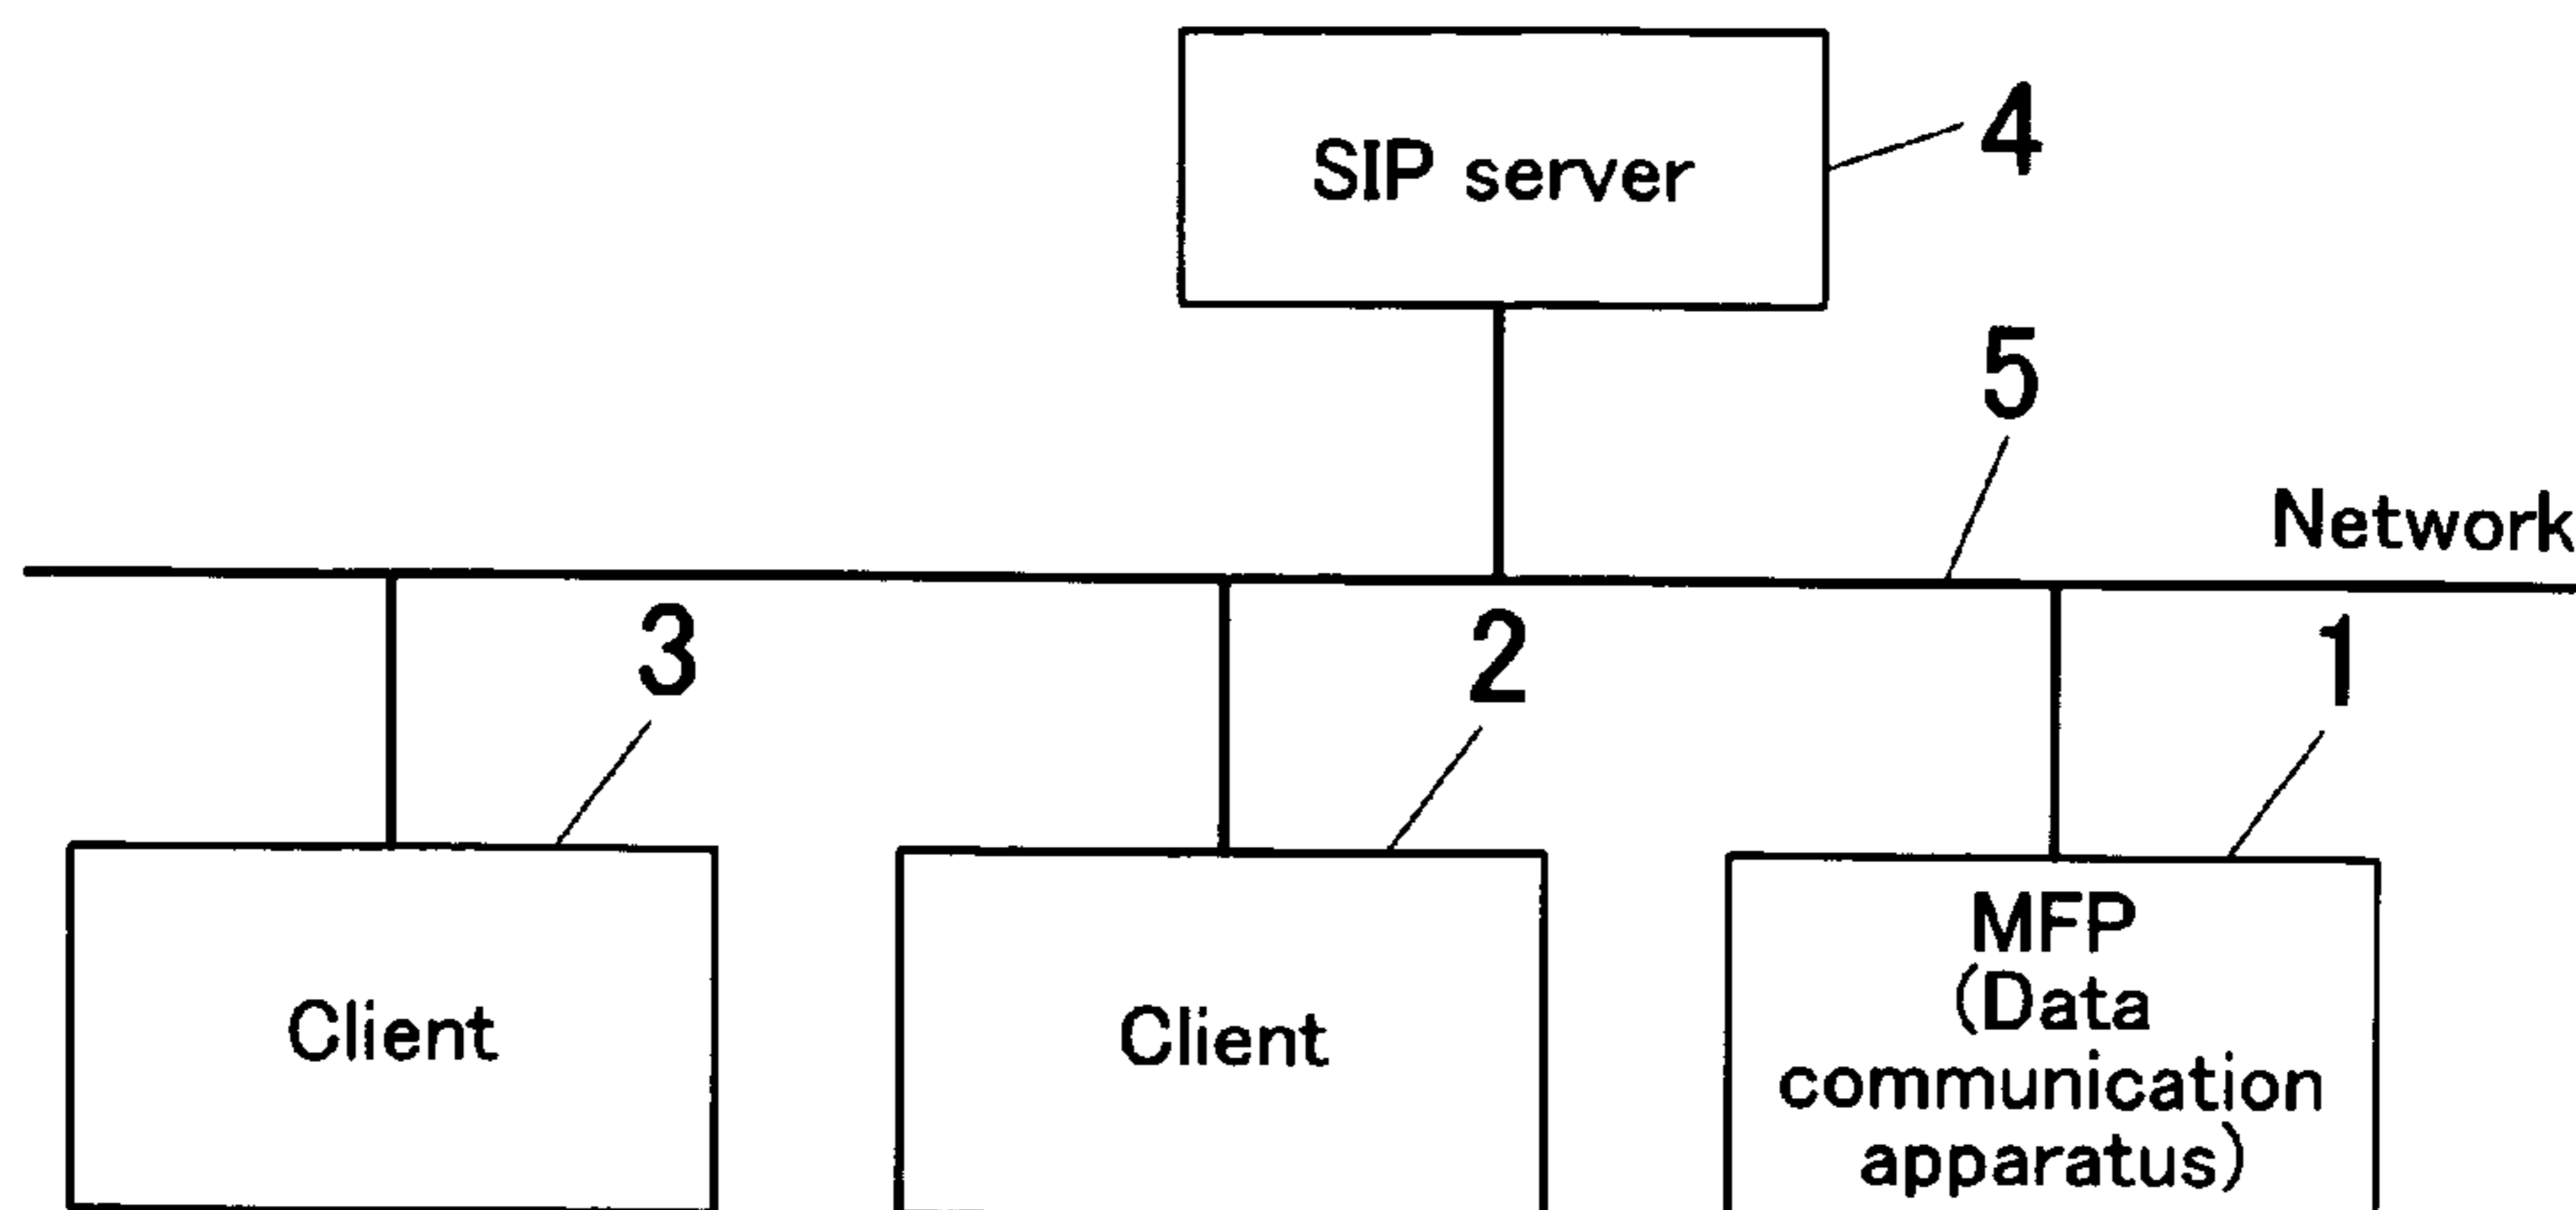 SIP server
4
5
Network
3
2
1
Client
Client
MFP
(Data
communication
apparatus)